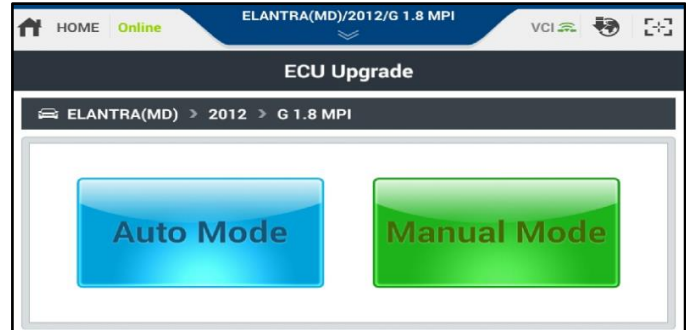 ELANTRA(MD)/2012/G 1.8 MPI
HOME Online VCI
ECU Upgrade
ELANTRA(MD) > 2012 > G 1.8 MPI
Auto Mode Manual Mode